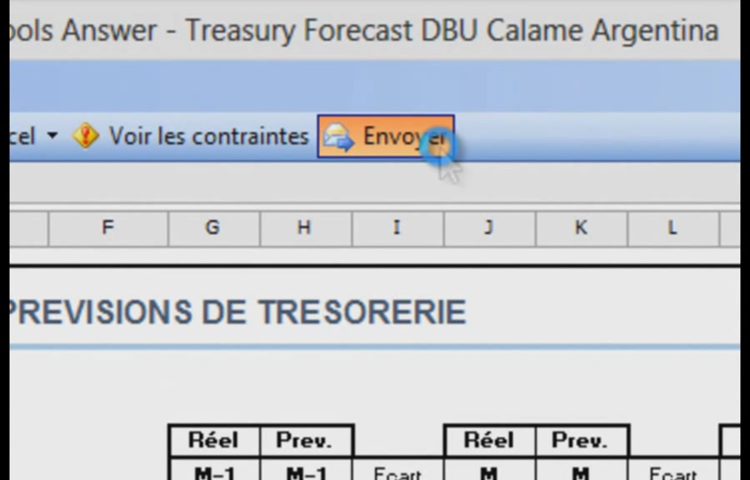 ools Answer - Treasury Forecast DBU Calame Argentina
cel Voir les contraintes Envoyer
F G H I J K L
PREVISIONS DE TRESORERIE
Réel Prev. Réel Prev.
M-1 M-1 Ecart M M Ecart